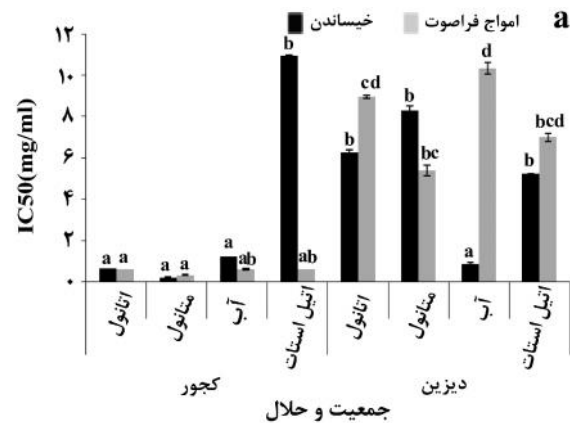 خیساندن امواج فراصوت a
IC50(mg/ml)
۱۲
۱۰
۸
۶
۴
۲
۰
a a a a a ab b ab b cd b bc a d b bcd
اتانول متانول آب اتیل استات اتانول متانول آب اتیل استات
کجور دیزین
جمعیت و حلال